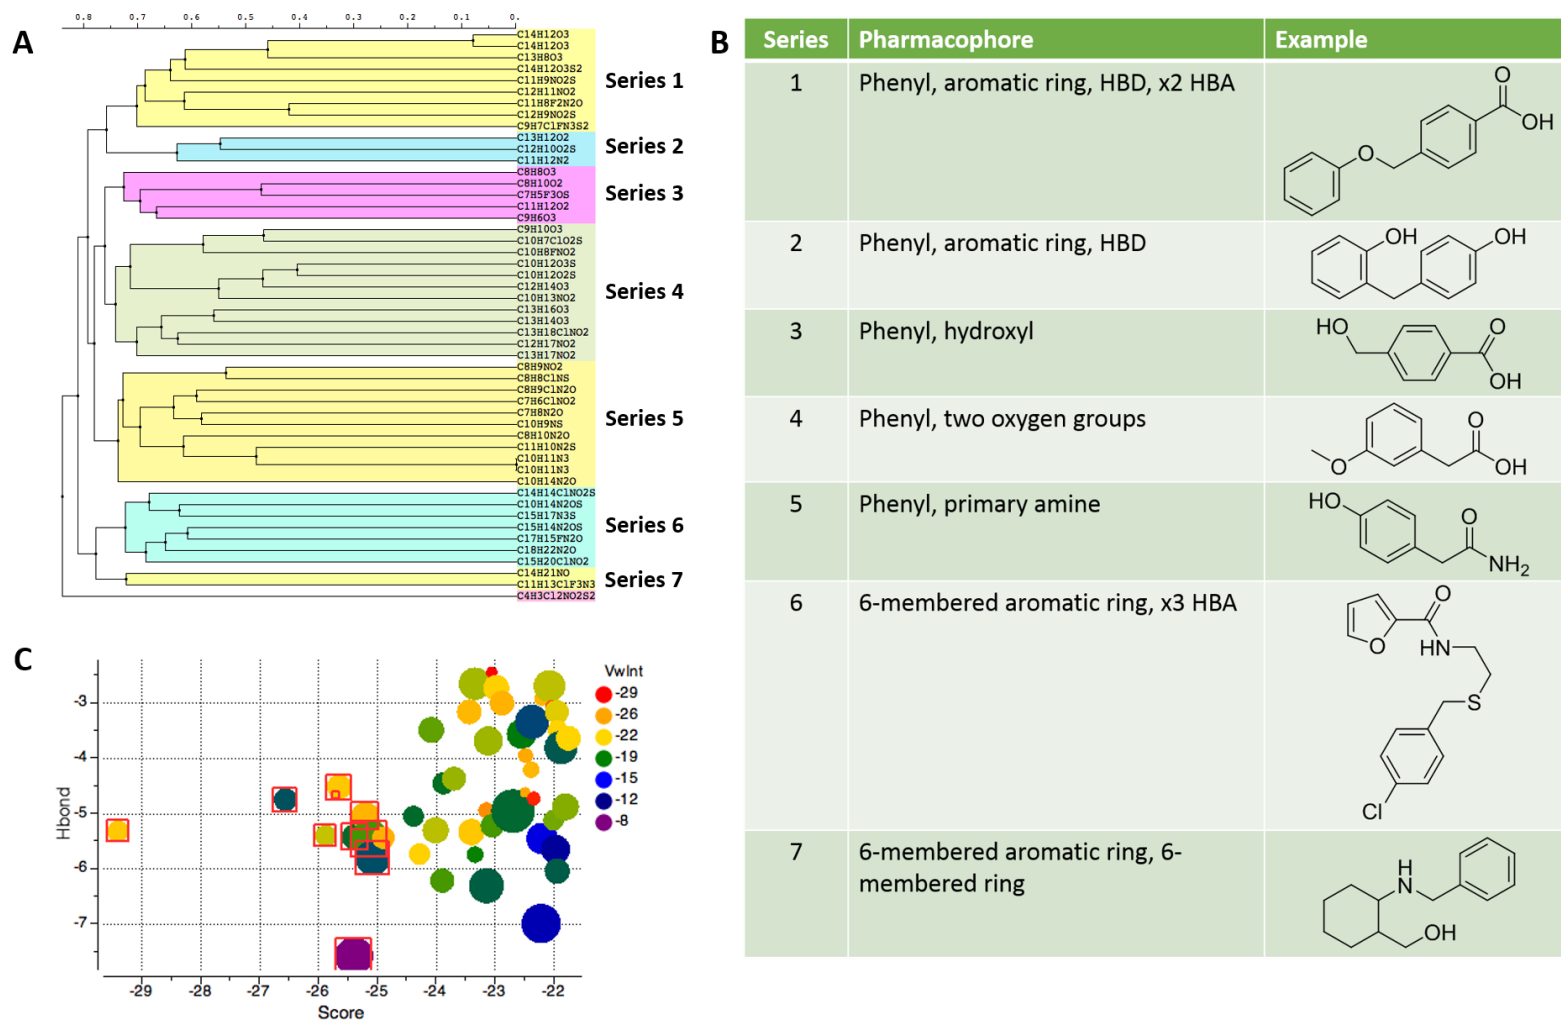 A
0.8 0.7 0.6 0.5 0.4 0.3 0.2 0.1 0.
C14H12O3
C14H12O3
C13H8O3
C14H12O3S2
C11H9NO2S
C12H11NO2
C11H8F2N2O
C12H9NO2S
C9H7ClFN3S2
Series 1
C13H12O2
C12H10O2S
C11H12N2
Series 2
C8H8O3
C8H10O2
C7H5F3OS
C11H12O2
C9H6O3
Series 3
C9H10O3
C10H7ClO2S
C10H8FNO2
C10H12O3S
C10H12O2S
C12H14O3
C10H13NO2
C13H16O3
C13H14O3
C13H18ClNO2
C12H17NO2
C13H17NO2
Series 4
C8H9NO2
C8H8ClNS
C8H9ClN2O
C7H6ClNO2
C7H8N2O
C10H9NS
C8H10N2O
C11H10N2S
C10H11N3
C10H11N3
C10H14N2O
Series 5
C14H14ClNO2S
C10H14N2OS
C15H17N3S
C15H14N2OS
C17H15FN2O
C18H22N2O
C15H20ClNO2
Series 6
C14H21NO
C11H13ClF3N3
Series 7
C4H3Cl2NO2S2
B
Series Pharmacophore Example
1 Phenyl, aromatic ring, HBD, x2 HBA
O
OH
O
2 Phenyl, aromatic ring, HBD
OH
OH
3 Phenyl, hydroxyl
HO
O
OH
4 Phenyl, two oxygen groups
O
O
OH
5 Phenyl, primary amine
HO
O
NH2
6 6-membered aromatic ring, x3 HBA
O
O
HN
S
Cl
7 6-membered aromatic ring, 6-
membered ring
H
N
OH
C
Hbond
-3
-4
-5
-6
-7
-29 -28 -27 -26 -25 -24 -23 -22
Score
VwInt
-29
-26
-22
-19
-15
-12
-8